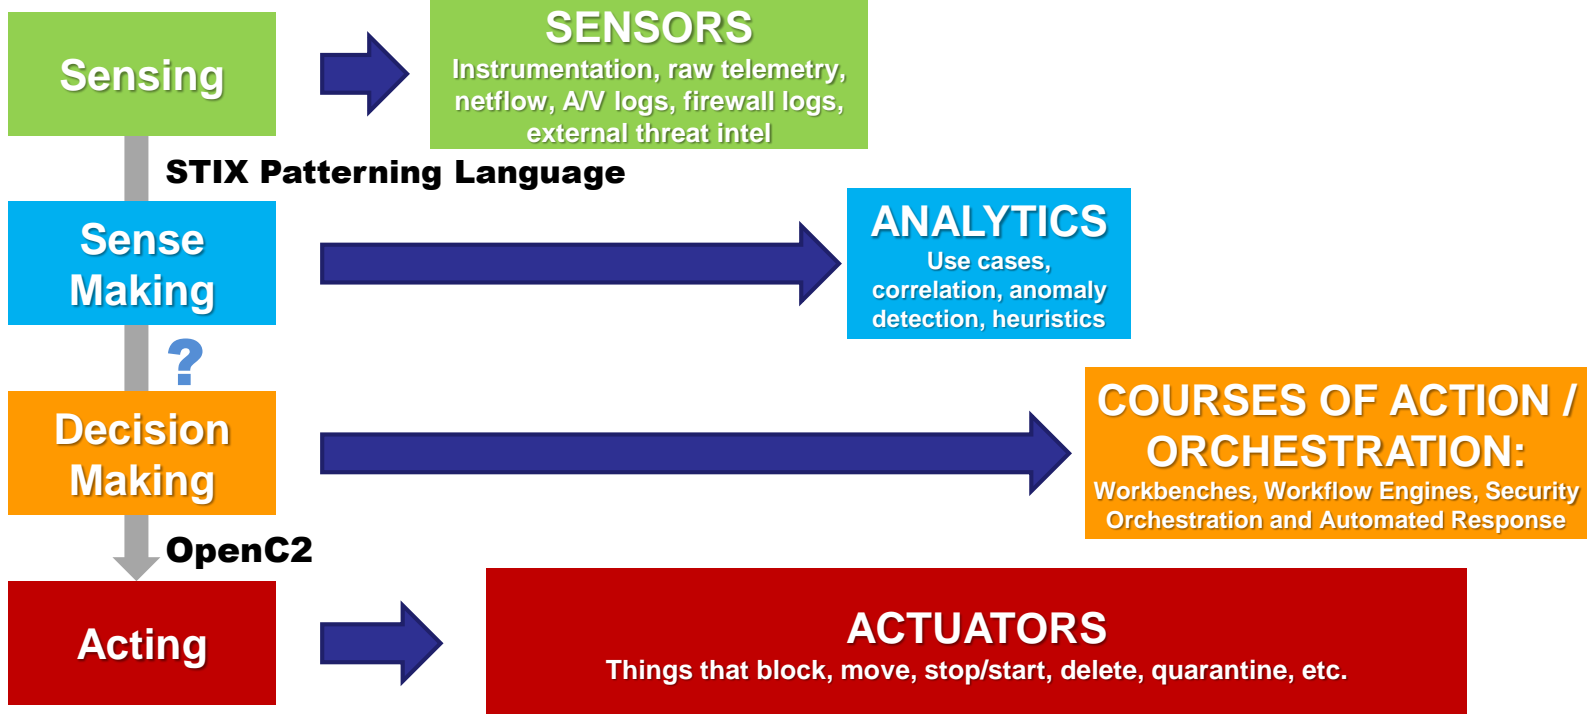 Sensing
SENSORS
Instrumentation, raw telemetry,
netflow, A/V logs, firewall logs,
external threat intel
STIX Patterning Language
Sense
Making
ANALYTICS
Use cases,
correlation, anomaly
detection, heuristics
?
Decision
Making
COURSES OF ACTION /
ORCHESTRATION:
Workbenches, Workflow Engines, Security
Orchestration and Automated Response
OpenC2
Acting
ACTUATORS
Things that block, move, stop/start, delete, quarantine, etc.